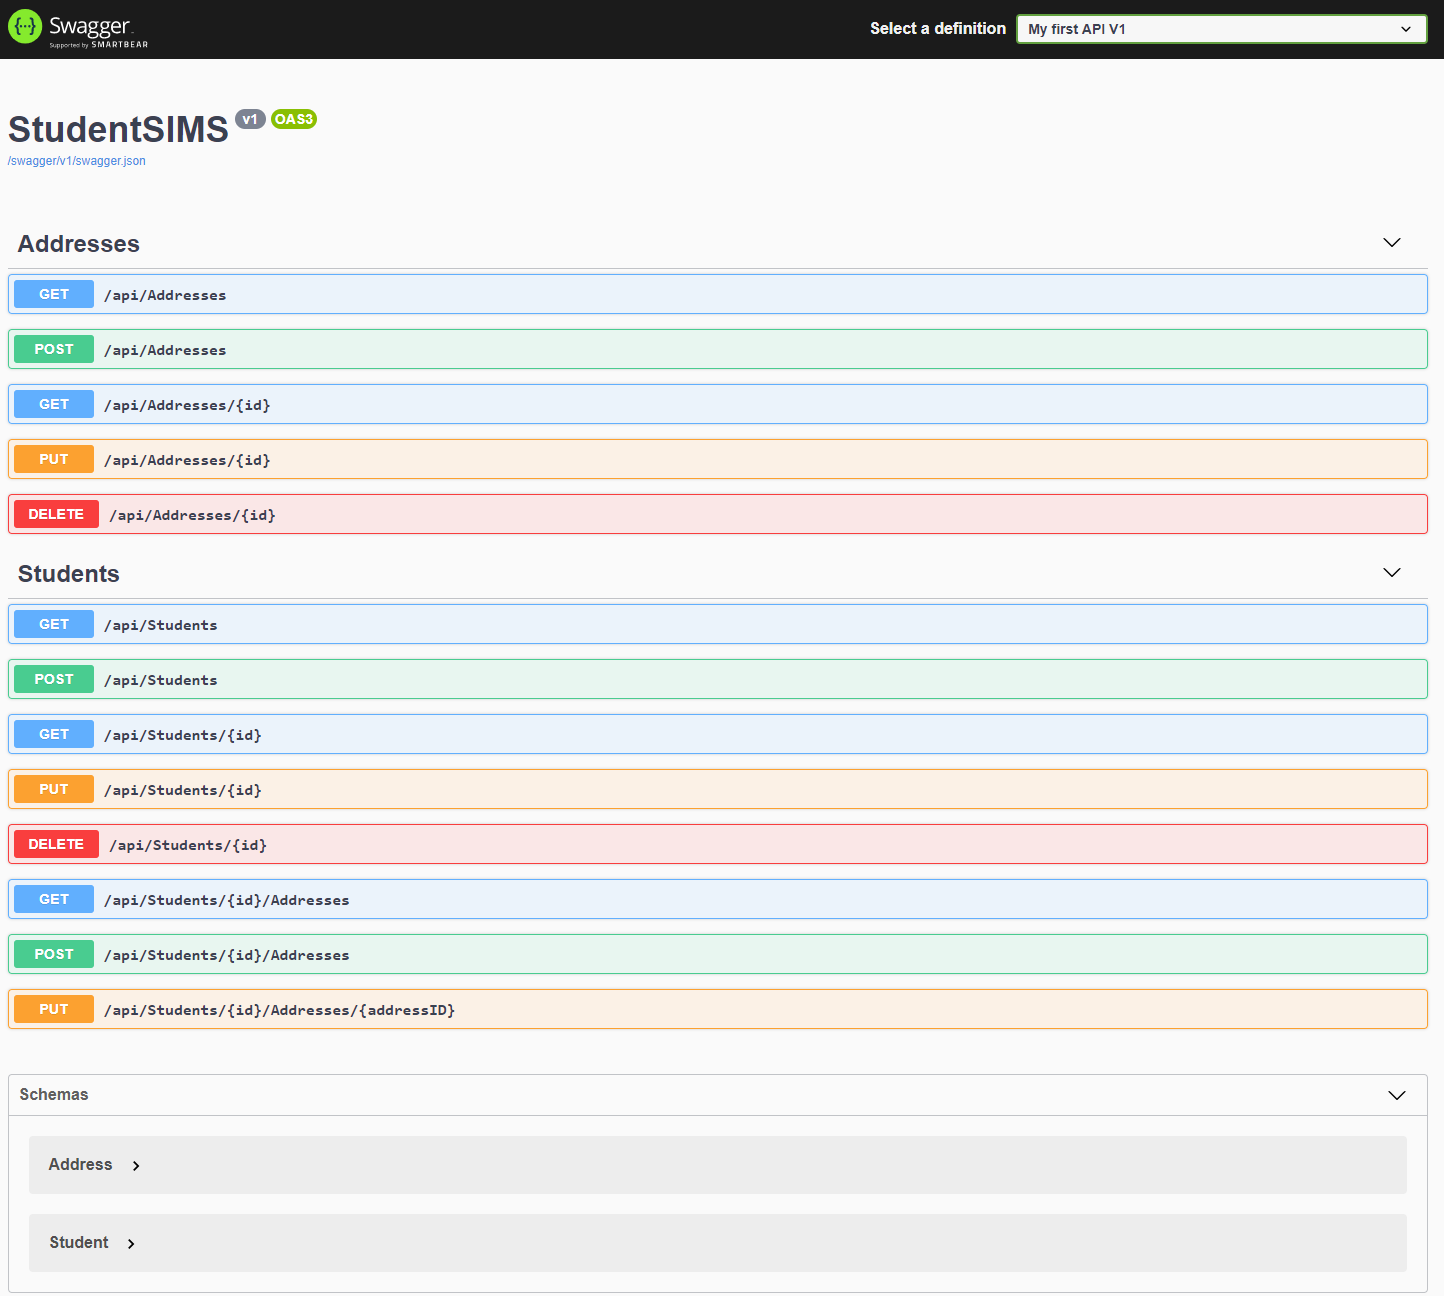 {...} Swagger
Supported by SMARTBEAR
Select a definition
My first API V1
StudentSIMS v1 OAS3
/swagger/v1/swagger.json
Addresses
GET /api/Addresses
POST /api/Addresses
GET /api/Addresses/{id}
PUT /api/Addresses/{id}
DELETE /api/Addresses/{id}
Students
GET /api/Students
POST /api/Students
GET /api/Students/{id}
PUT /api/Students/{id}
DELETE /api/Students/{id}
GET /api/Students/{id}/Addresses
POST /api/Students/{id}/Addresses
PUT /api/Students/{id}/Addresses/{addressID}
Schemas
Address
Student